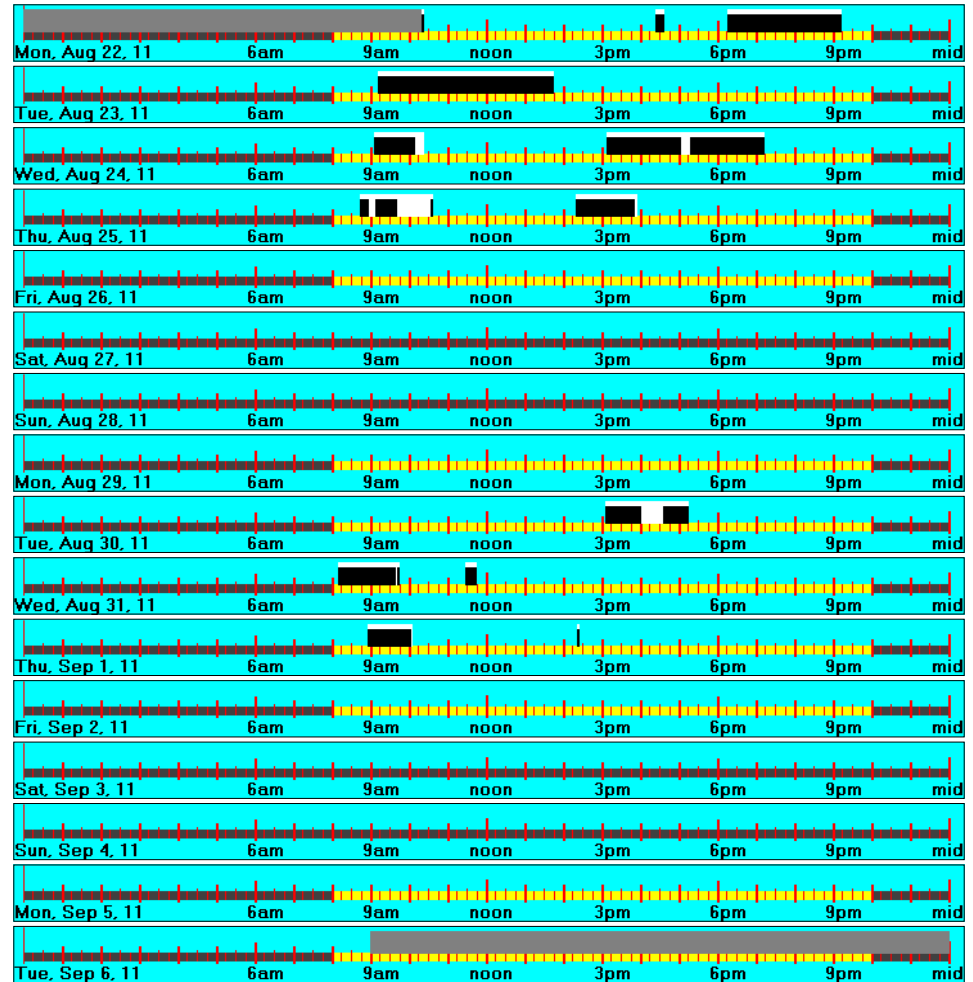 Mon, Aug 22, 11 6am 9am noon 3pm 6pm 9pm mid
Tue, Aug 23, 11 6am 9am noon 3pm 6pm 9pm mid
Wed, Aug 24, 11 6am 9am noon 3pm 6pm 9pm mid
Thu, Aug 25, 11 6am 9am noon 3pm 6pm 9pm mid
Fri, Aug 26, 11 6am 9am noon 3pm 6pm 9pm mid
Sat, Aug 27, 11 6am 9am noon 3pm 6pm 9pm mid
Sun, Aug 28, 11 6am 9am noon 3pm 6pm 9pm mid
Mon, Aug 29, 11 6am 9am noon 3pm 6pm 9pm mid
Tue, Aug 30, 11 6am 9am noon 3pm 6pm 9pm mid
Wed, Aug 31, 11 6am 9am noon 3pm 6pm 9pm mid
Thu, Sep 1, 11 6am 9am noon 3pm 6pm 9pm mid
Fri, Sep 2, 11 6am 9am noon 3pm 6pm 9pm mid
Sat, Sep 3, 11 6am 9am noon 3pm 6pm 9pm mid
Sun, Sep 4, 11 6am 9am noon 3pm 6pm 9pm mid
Mon, Sep 5, 11 6am 9am noon 3pm 6pm 9pm mid
Tue, Sep 6, 11 6am 9am noon 3pm 6pm 9pm mid